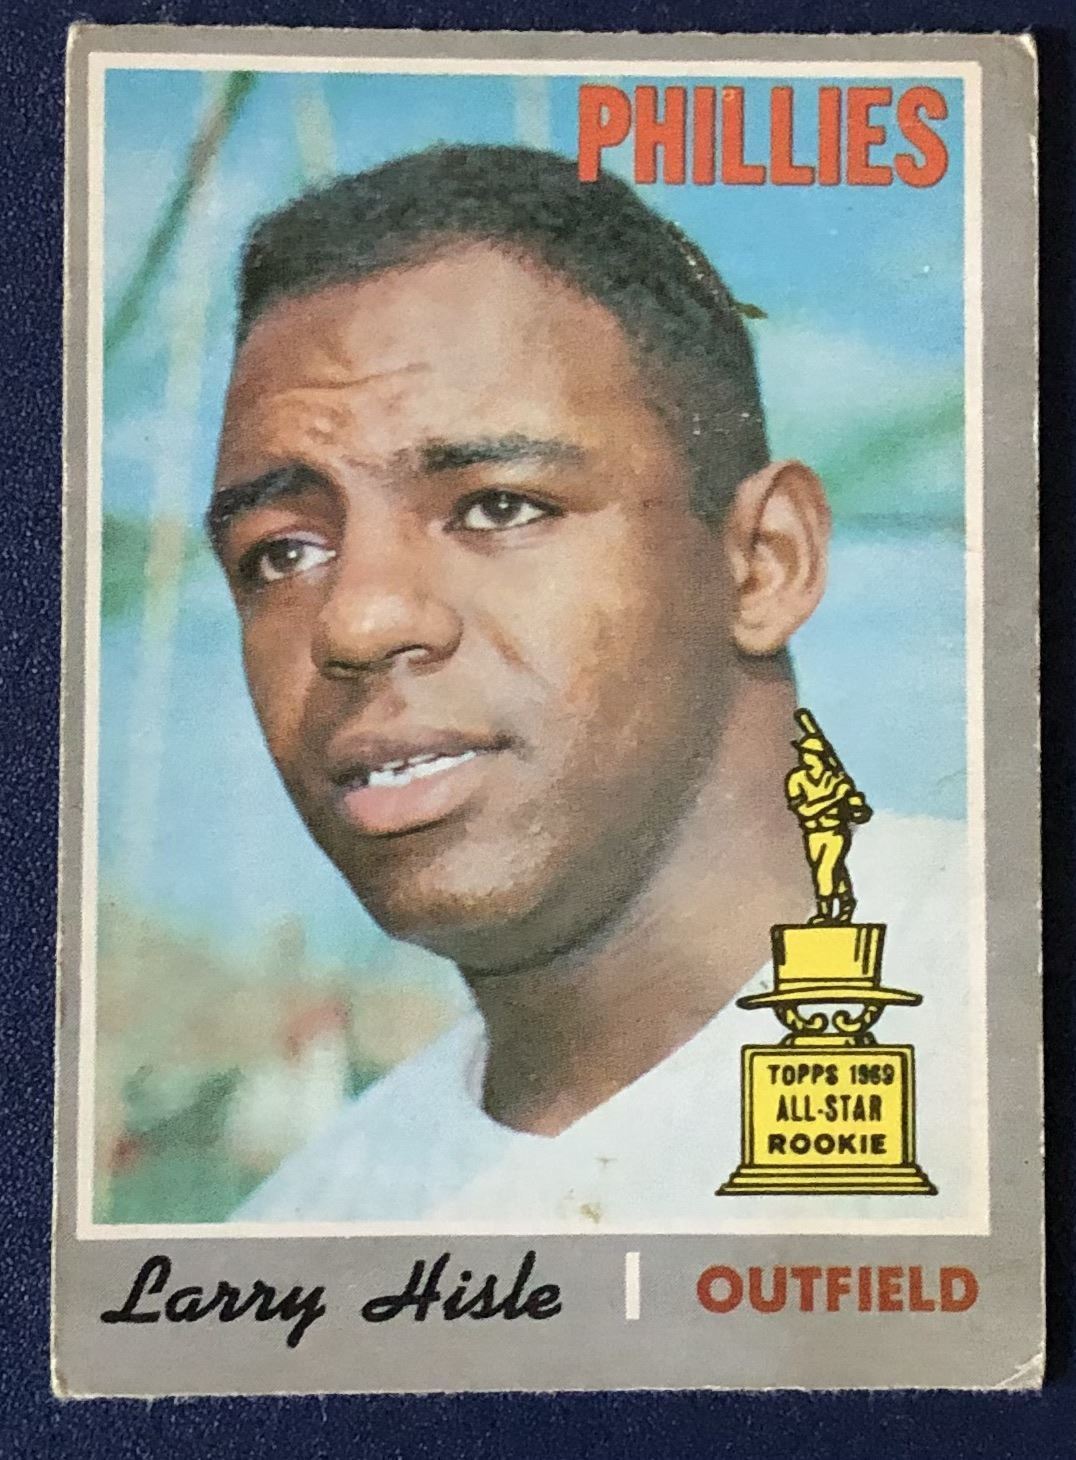 PHILLIES
TOPPS 1969
ALL-STAR
ROOKIE
Larry Hisle | OUTFIELD